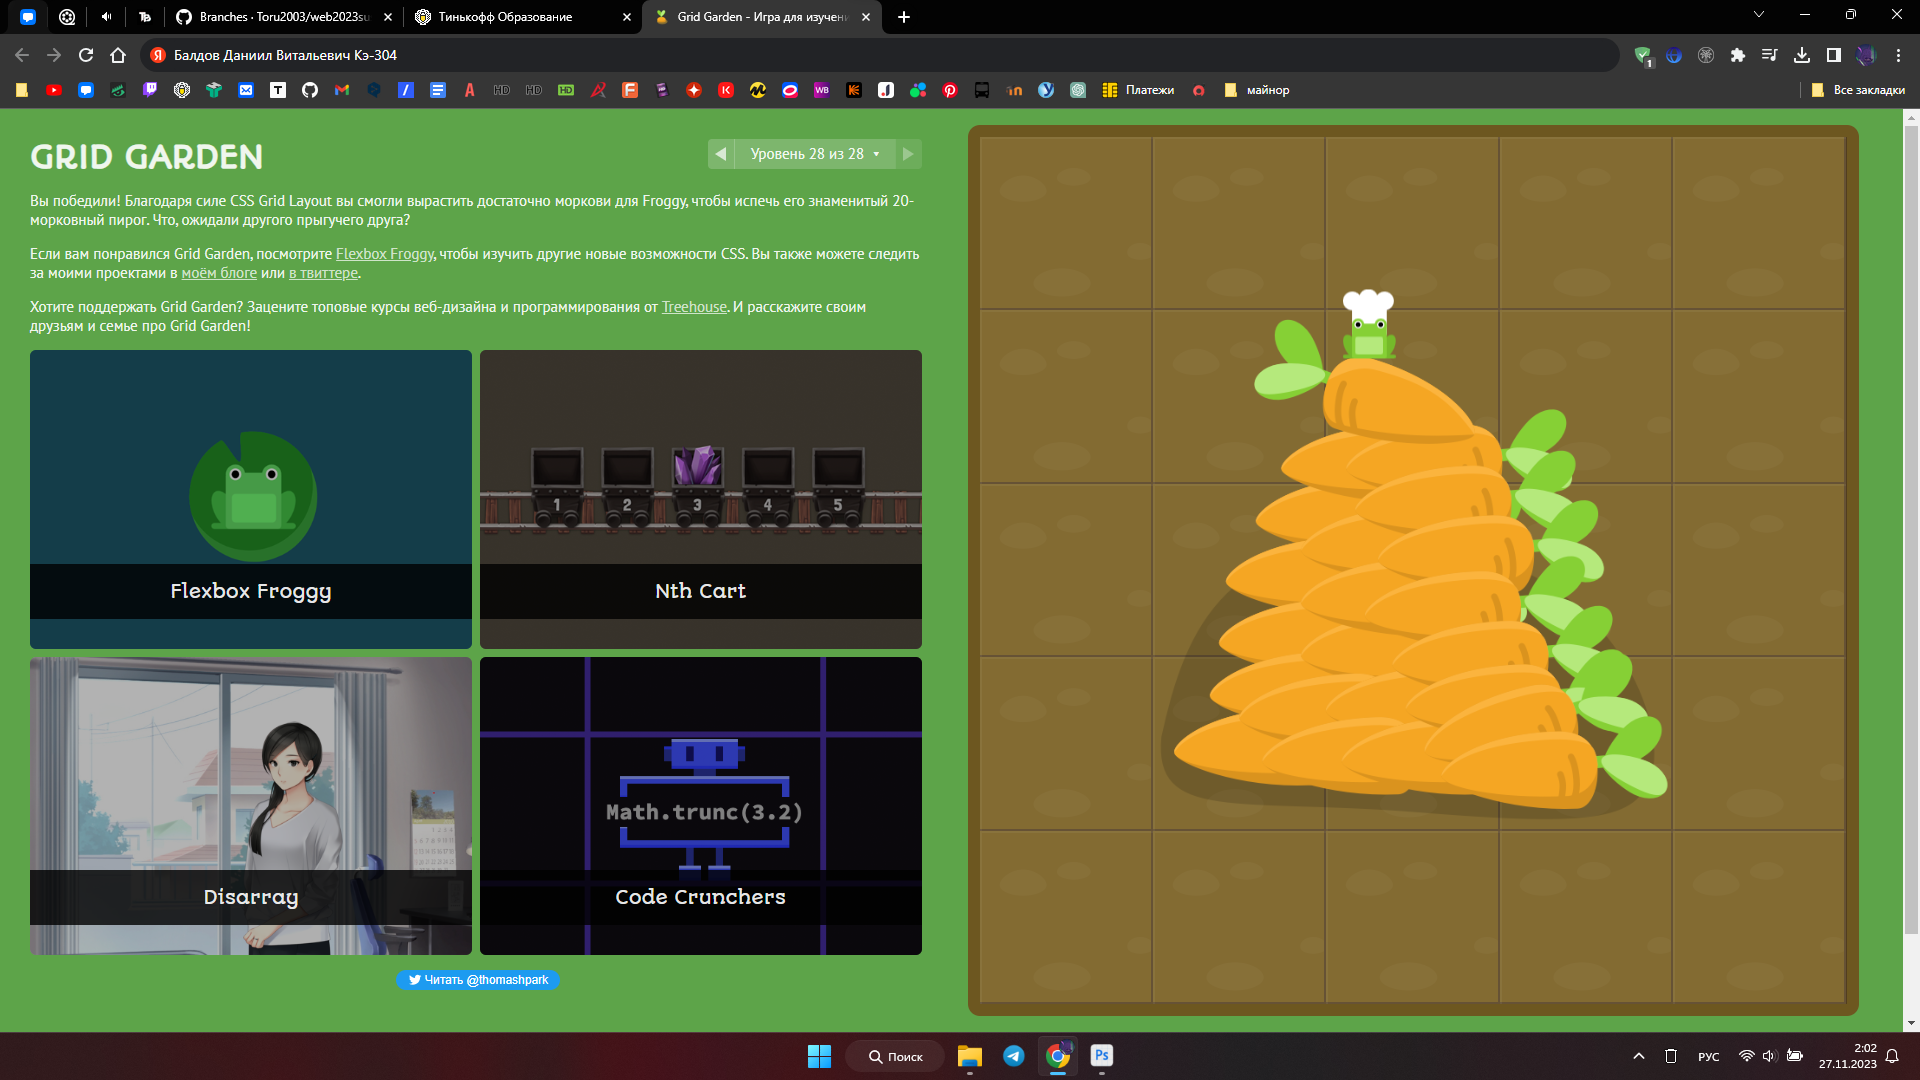 Branches · Toru2003/web2023su
Тинькофф Образование
Grid Garden - Игра для изучени
Балдов Даниил Витальевич Кэ-304
1
Платежи
майнор
Все закладки
GRID GARDEN
Уровень 28 из 28
Вы победили! Благодаря силе CSS Grid Layout вы смогли вырастить достаточно моркови для Froggy, чтобы испечь его знаменитый 20-
морковный пирог. Что, ожидали другого прыгучего друга?
Если вам понравился Grid Garden, посмотрите Flexbox Froggy, чтобы изучить другие новые возможности CSS. Вы также можете следить
за моими проектами в моём блоге или в твиттере.
Хотите поддержать Grid Garden? Зацените топовые курсы веб-дизайна и программирования от Treehouse. И расскажите своим
друзьям и семье про Grid Garden!
1 2 3 4 5
Flexbox Froggy
Nth Cart
Math.trunc(3.2)
Disarray
Code Crunchers
Читать @thomashpark
Поиск
Ps
РУС
2:02
27.11.2023